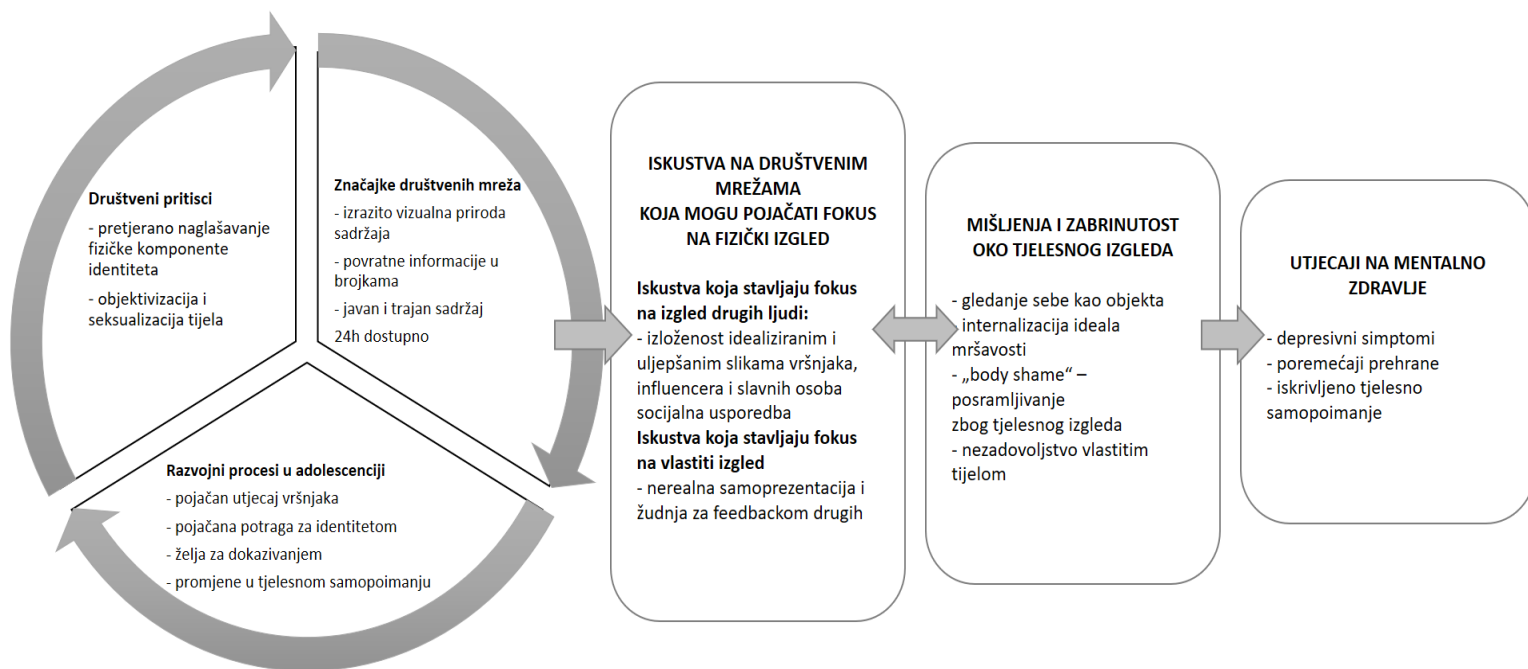 Društveni pritisci
- pretjerano naglašavanje
fizičke komponente
identiteta
- objektivizacija i
seksualizacija tijela
Značajke društvenih mreža
- izrazito vizualna priroda
sadržaja
- povratne informacije u
brojkama
- javan i trajan sadržaj
24h dostupno
Razvojni procesi u adolescenciji
- pojačan utjecaj vršnjaka
- pojačana potraga za identitetom
- želja za dokazivanjem
- promjene u tjelesnom samopoimanju
ISKUSTVA NA DRUŠTVENIM
MREŽAMA
KOJA MOGU POJAČATI FOKUS
NA FIZIČKI IZGLED
Iskustva koja stavljaju fokus
na izgled drugih ljudi:
- izloženost idealiziranim i
uljepšanim slikama vršnjaka,
influencera i slavnih osoba
socijalna usporedba
Iskustva koja stavljaju fokus
na vlastiti izgled
- nerealna samoprezentacija i
žudnja za feedbackom drugih
MIŠLJENJA I ZABRINUTOST
OKO TJELESNOG IZGLEDA
- gledanje sebe kao objekta
- internalizacija ideala
mršavosti
- „body shame“ –
posramljivanje
zbog tjelesnog izgleda
- nezadovoljstvo vlastitim
tijelom
UTJECAJI NA MENTALNO
ZDRAVLJE
- depresivni simptomi
- poremećaji prehrane
- iskrivljeno tjelesno
samopoimanje